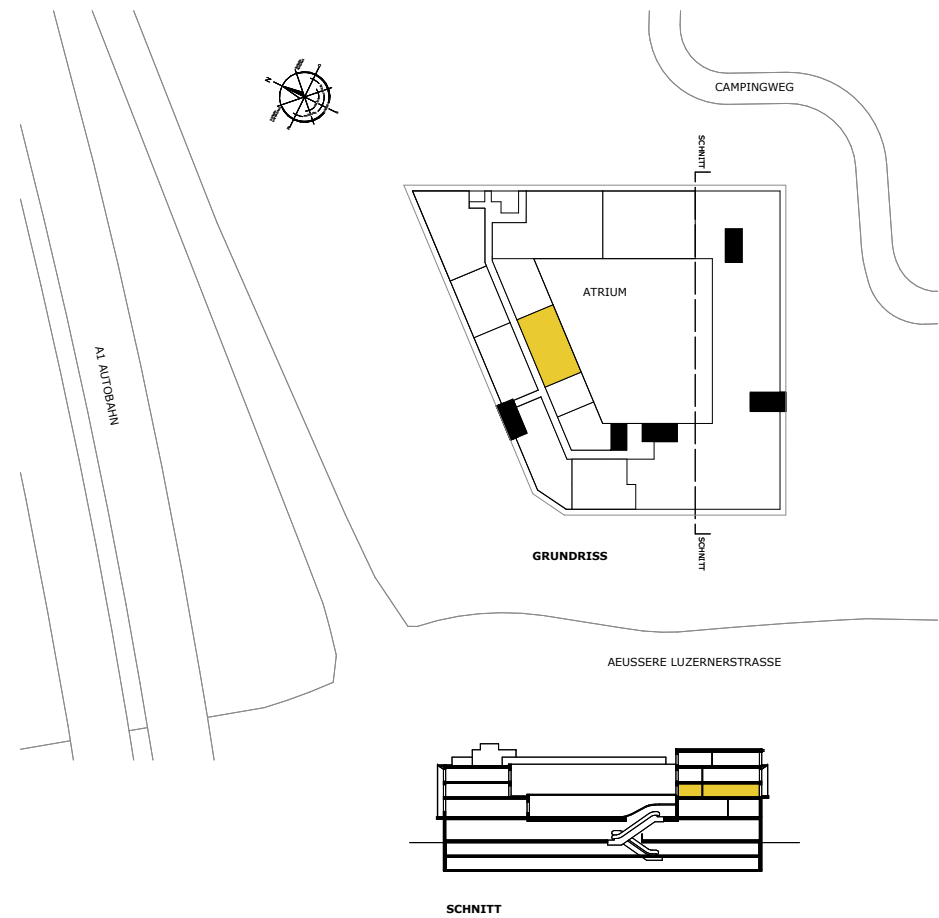 N
CAMPINGWEG
SCHNITT
ATRIUM
A1 AUTOBAHN
SCHNITT
GRUNDRISS
AEUSSERE LUZERNERSTRASSE
SCHNITT